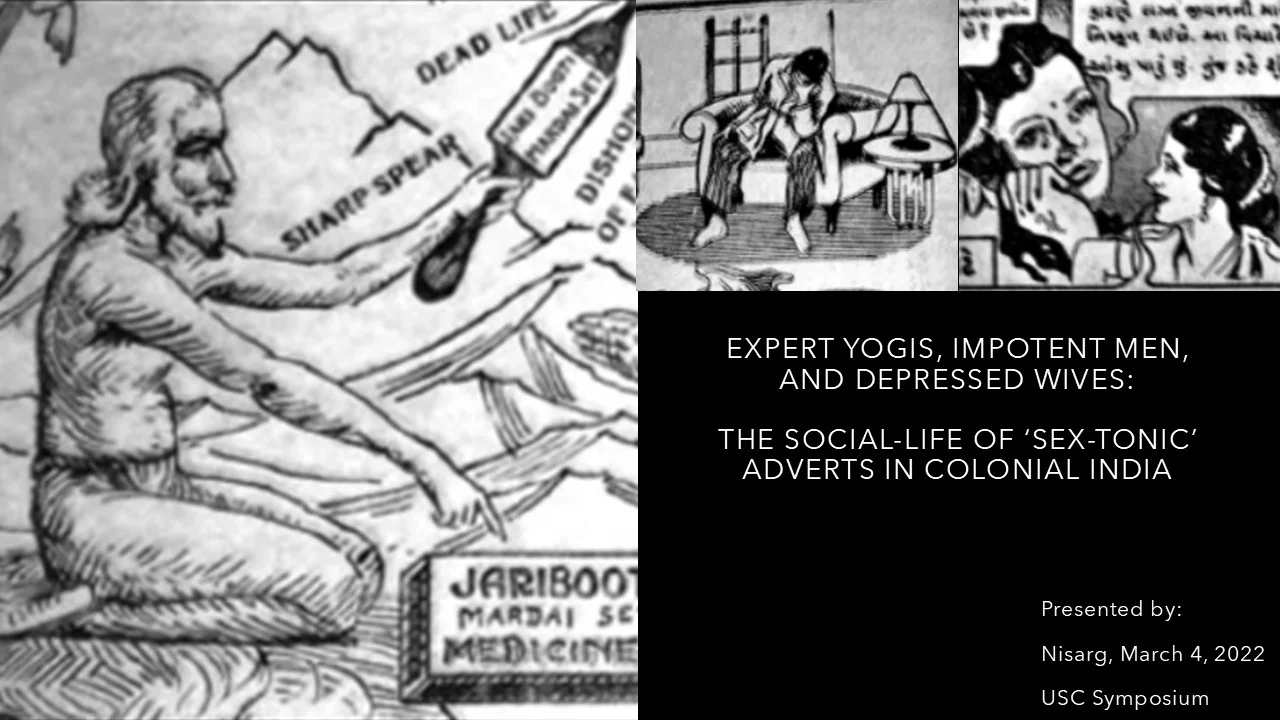 DEAD LIFE
JARI BOOTI
MARDAI SET
SHARP SPEAR
JARIBOOT
MARDAI SE
MEDICINE
EXPERT YOGIS, IMPOTENT MEN,
AND DEPRESSED WIVES:
THE SOCIAL-LIFE OF ‘SEX-TONIC’
ADVERTS IN COLONIAL INDIA
Presented by:
Nisarg, March 4, 2022
USC Symposium